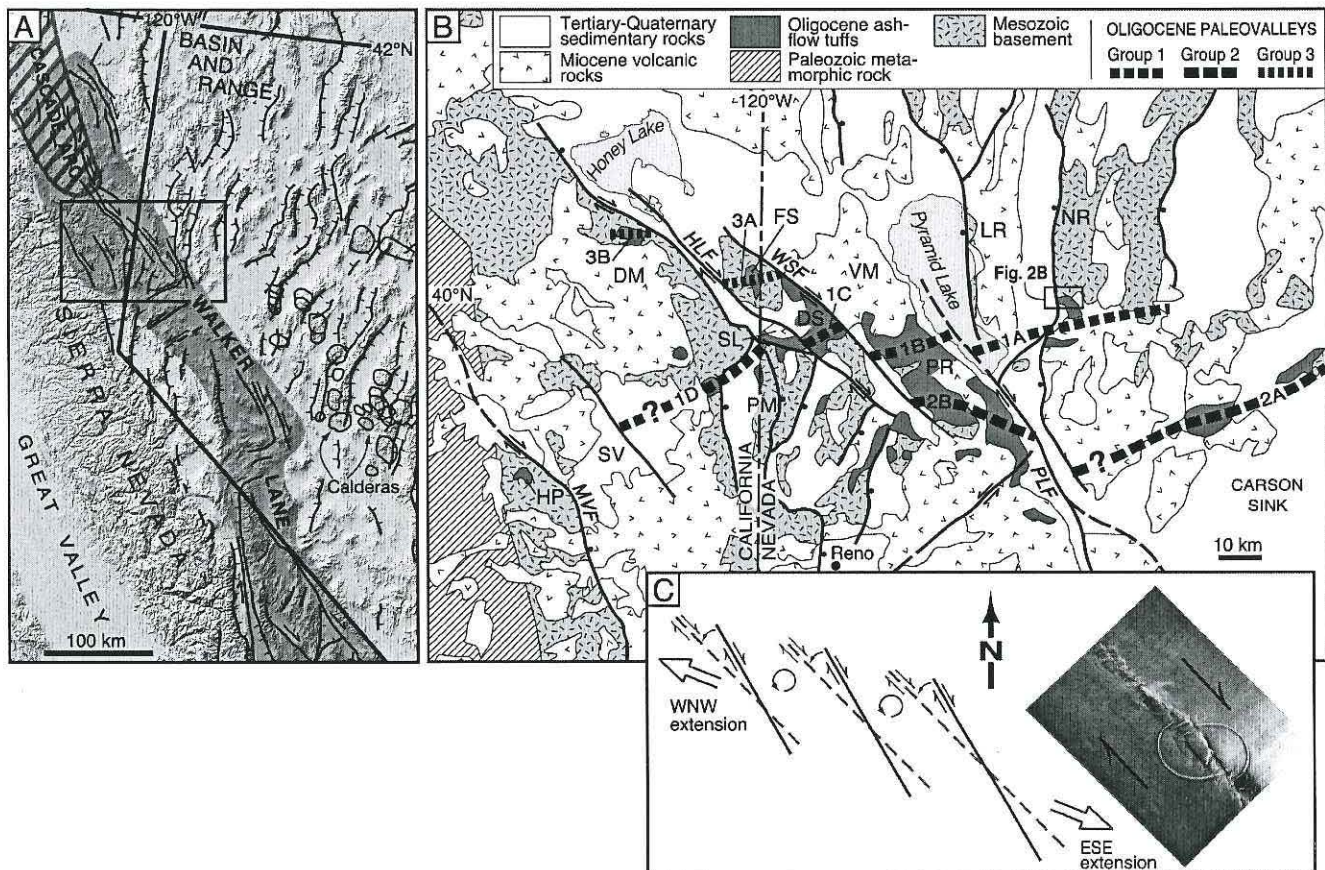 A
120°W
42°N
BASIN
AND
RANGE
CASCADE ARC
WALKER
LANE
SIERRA NEVADA
GREAT VALLEY
Calderas
100 km
B
Tertiary-Quaternary
sedimentary rocks
Miocene volcanic
rocks
Oligocene ash-
flow tuffs
Paleozoic meta-
morphic rock
Mesozoic
basement
OLIGOCENE PALEOVALLEYS
Group 1 Group 2 Group 3
120°W
40°N
Honey Lake
Pyramid Lake
3A
FS
3B
DM
HLF
WSF
VM
LR
NR
Fig. 2B
1C
DS
SL
1B
1A
PR
1D
?
PM
2B
2A
?
SV
HP
MVF
PLF
CALIFORNIA
NEVADA
Reno
CARSON
SINK
10 km
C
N
WNW
extension
ESE
extension